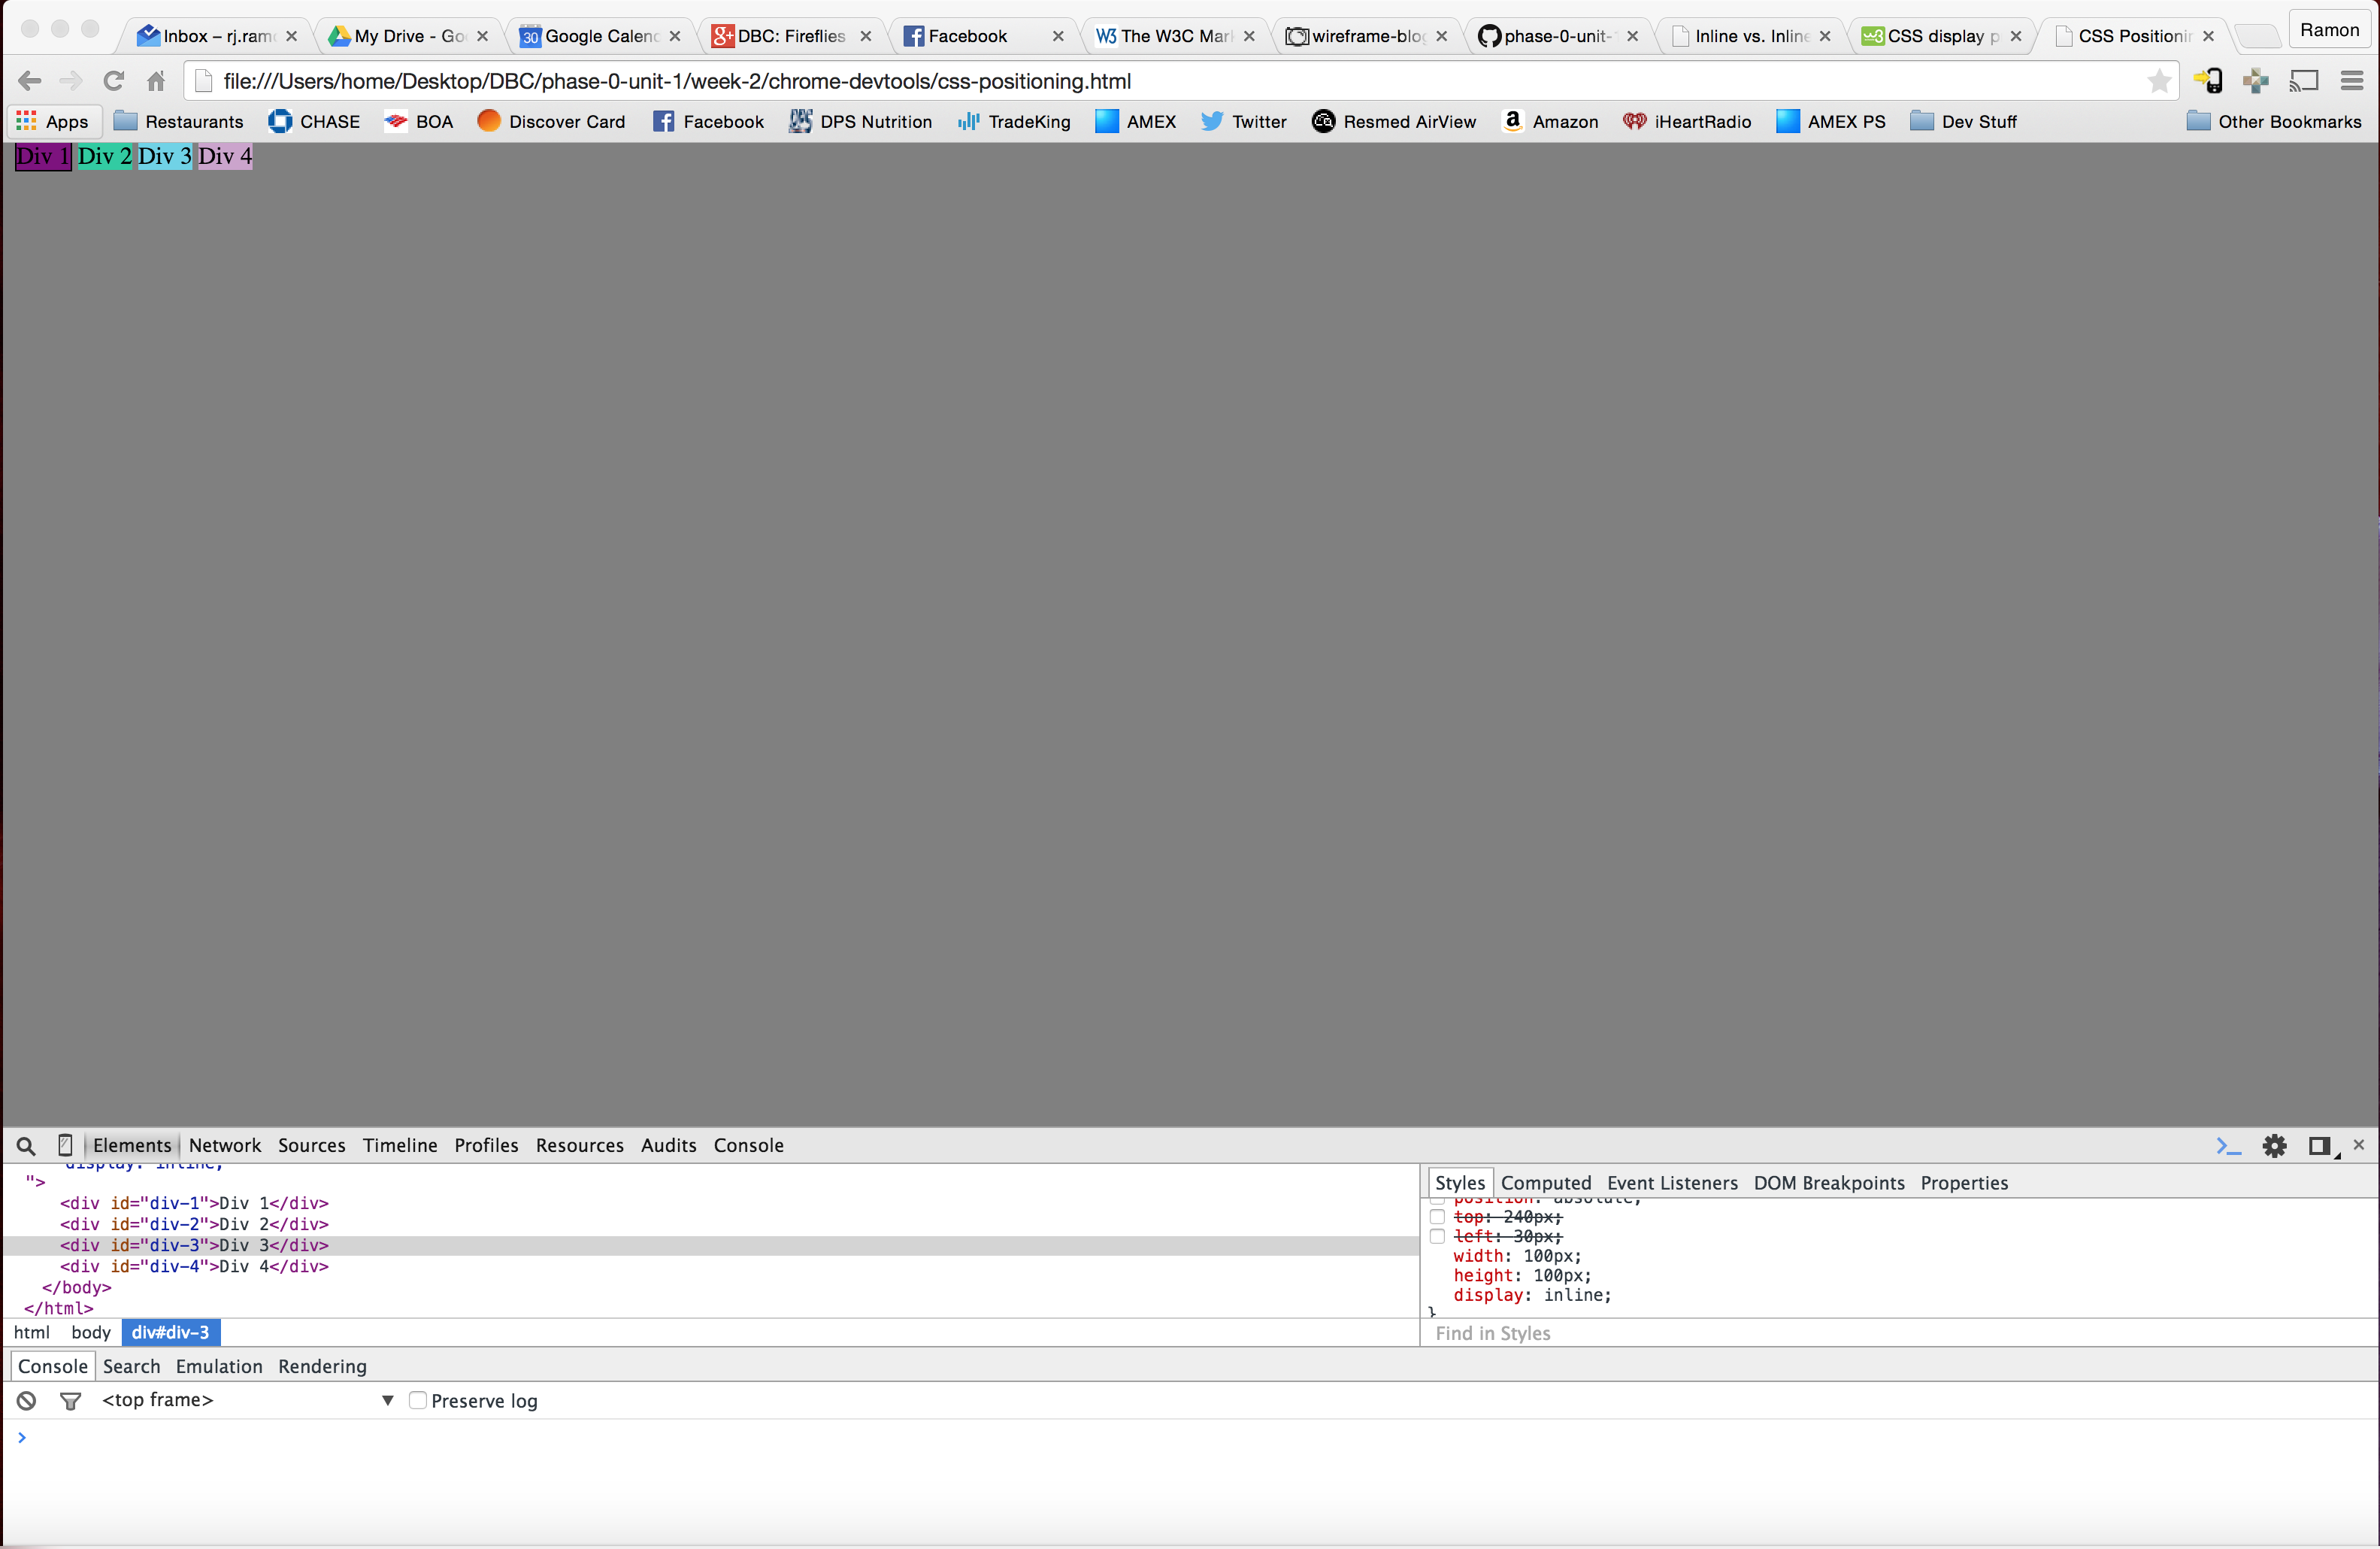 Inbox – rj.ram
My Drive - Go
Google Calend
DBC: Fireflies
Facebook
The W3C Mar
wireframe-blog
phase-0-unit-
Inline vs. Inline
CSS display p
CSS Positionin
Ramon
file:///Users/home/Desktop/DBC/phase-0-unit-1/week-2/chrome-devtools/css-positioning.html
Apps Restaurants CHASE BOA Discover Card Facebook DPS Nutrition TradeKing AMEX Twitter Resmed AirView Amazon iHeartRadio AMEX PS Dev Stuff Other Bookmarks
Div 1 Div 2 Div 3 Div 4
Elements Network Sources Timeline Profiles Resources Audits Console
display: inline;
">
<div id="div-1">Div 1</div>
<div id="div-2">Div 2</div>
<div id="div-3">Div 3</div>
<div id="div-4">Div 4</div>
</body>
</html>
html body div#div-3
Styles Computed Event Listeners DOM Breakpoints Properties
position: absolute;
top: 240px;
left: 30px;
width: 100px;
height: 100px;
display: inline;
}
Find in Styles
Console Search Emulation Rendering
<top frame> ▼ Preserve log
>